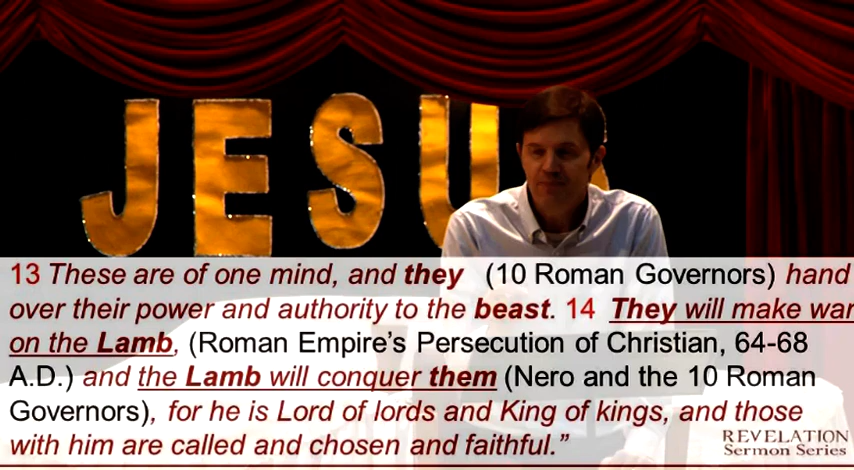 JESU
13 These are of one mind, and they (10 Roman Governors) hand
over their power and authority to the beast. 14 They will make war
on the Lamb, (Roman Empire's Persecution of Christian, 64-68
A.D.) and the Lamb will conquer them (Nero and the 10 Roman
Governors), for he is Lord of lords and King of kings, and those
with him are called and chosen and faithful.”
REVELATION
Sermon Series